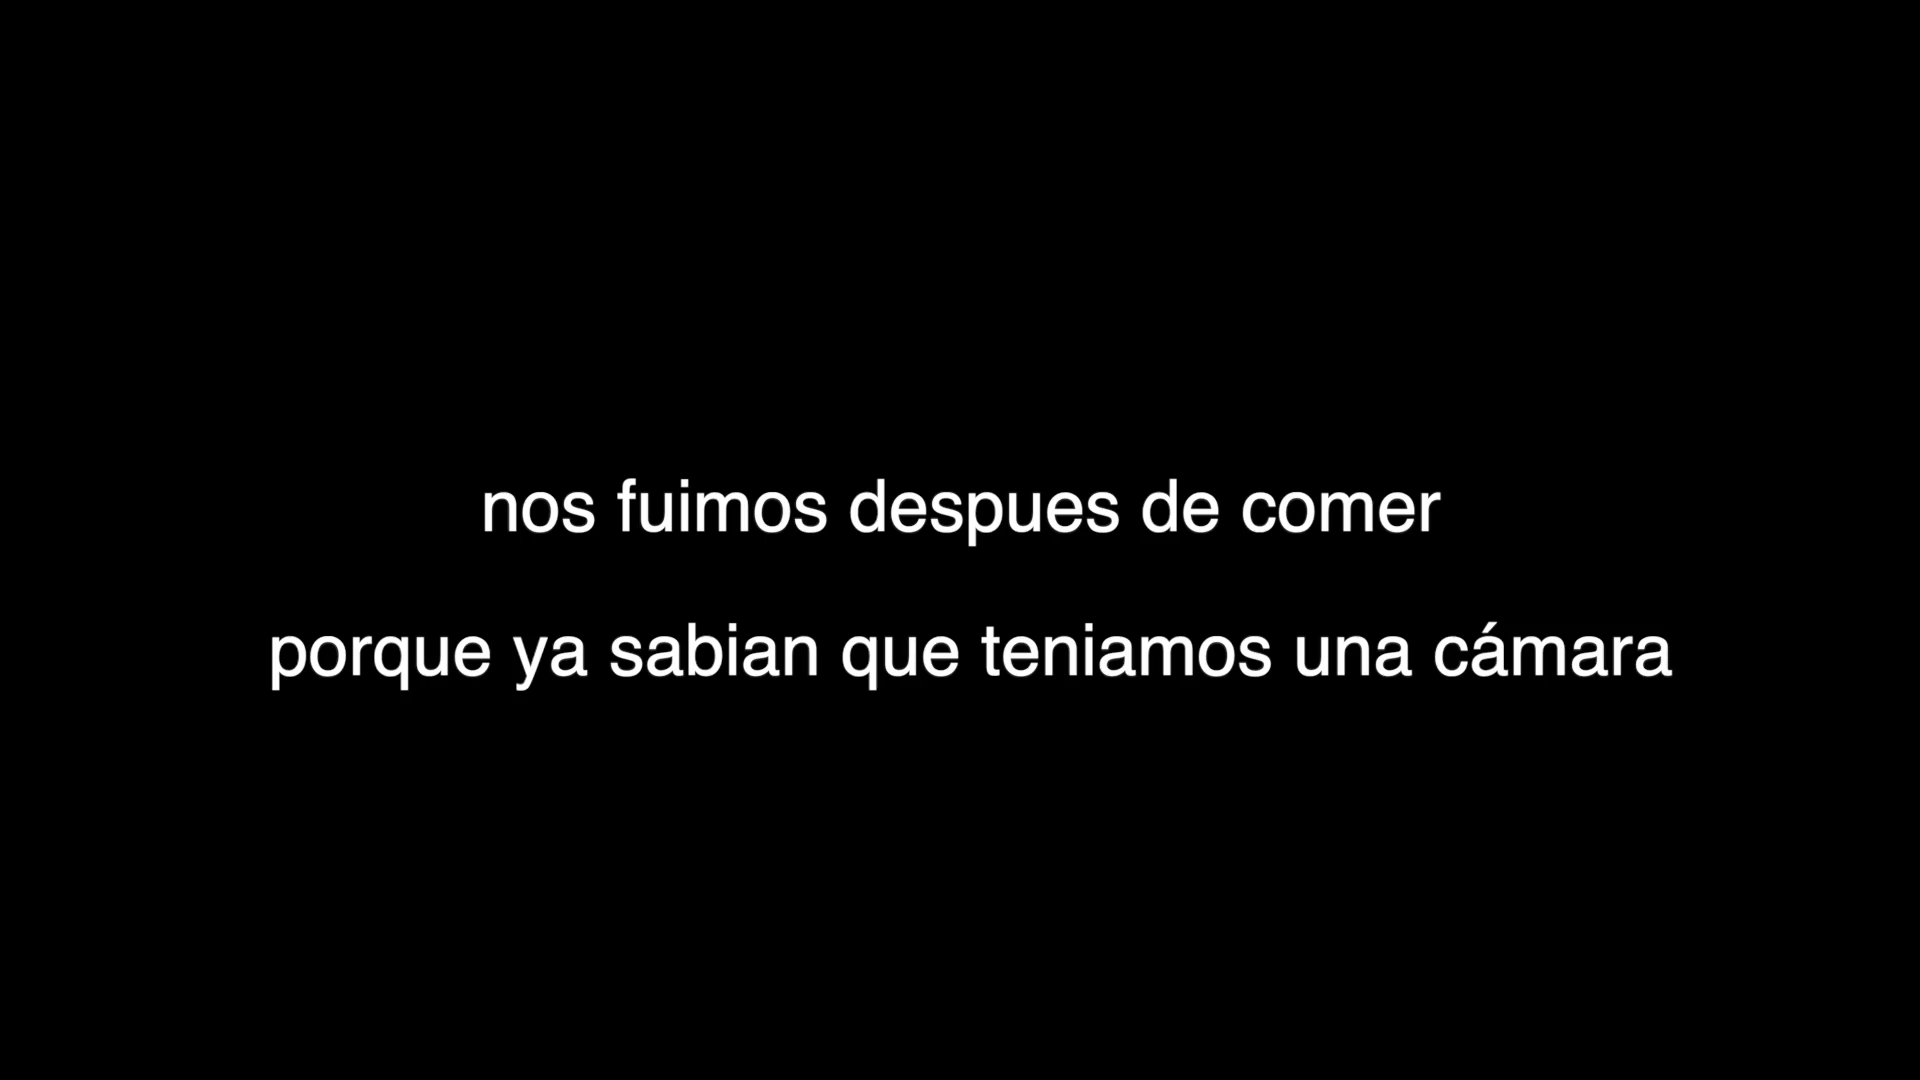 nos fuimos despues de comer
porque ya sabian que teniamos una cámara